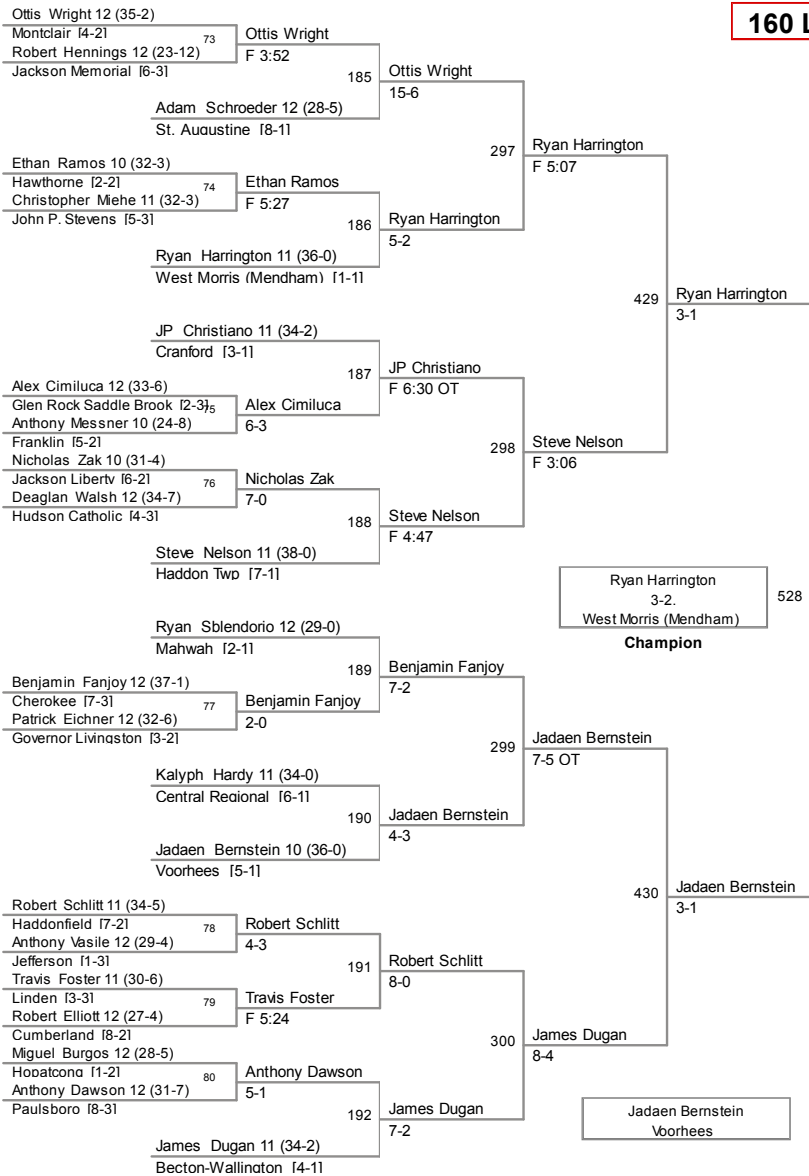 160 L
Ottis Wright 12 (35-2)
Montclair [4-2]
73
Robert Hennings 12 (23-12)
Jackson Memorial [6-3]
Ottis Wright
F 3:52
185
Adam Schroeder 12 (28-5)
St. Augustine [8-1]
Ottis Wright
15-6
297
Ethan Ramos 10 (32-3)
Hawthorne [2-2]
74
Christopher Miehe 11 (32-3)
John P. Stevens [5-3]
Ethan Ramos
F 5:27
186
Ryan Harrington 11 (36-0)
West Morris (Mendham) [1-1]
Ryan Harrington
5-2
Ryan Harrington
F 5:07
429
Ryan Harrington
3-1
JP Christiano 11 (34-2)
Cranford [3-1]
187
JP Christiano
F 6:30 OT
Alex Cimiluca 12 (33-6)
Glen Rock Saddle Brook [2-3]
75
Anthony Messner 10 (24-8)
Franklin [5-2]
Alex Cimiluca
6-3
298
Steve Nelson
F 3:06
Nicholas Zak 10 (31-4)
Jackson Liberty [6-2]
76
Deaglan Walsh 12 (34-7)
Hudson Catholic [4-3]
Nicholas Zak
7-0
188
Steve Nelson
F 4:47
Steve Nelson 11 (38-0)
Haddon Twp [7-1]
Ryan Harrington
3-2.
West Morris (Mendham)
528
Champion
Ryan Sblendorio 12 (29-0)
Mahwah [2-1]
189
Benjamin Fanjoy
7-2
Benjamin Fanjoy 12 (37-1)
Cherokee [7-3]
77
Patrick Eichner 12 (32-6)
Governor Livingston [3-2]
Benjamin Fanjoy
2-0
299
Jadaen Bernstein
7-5 OT
Kalyph Hardy 11 (34-0)
Central Regional [6-1]
190
Jadaen Bernstein
4-3
Jadaen Bernstein 10 (36-0)
Voorhees [5-1]
430
Jadaen Bernstein
3-1
Robert Schlitt 11 (34-5)
Haddonfield [7-2]
78
Anthony Vasile 12 (29-4)
Jefferson [1-3]
Robert Schlitt
4-3
191
Robert Schlitt
8-0
Travis Foster 11 (30-6)
Linden [3-3]
79
Robert Elliott 12 (27-4)
Cumberland [8-2]
Travis Foster
F 5:24
300
James Dugan
8-4
Miguel Burgos 12 (28-5)
Hopatcong [1-2]
80
Anthony Dawson 12 (31-7)
Paulsboro [8-3]
Anthony Dawson
5-1
192
James Dugan
7-2
James Dugan 11 (34-2)
Becton-Wallington [4-1]
Jadaen Bernstein
Voorhees